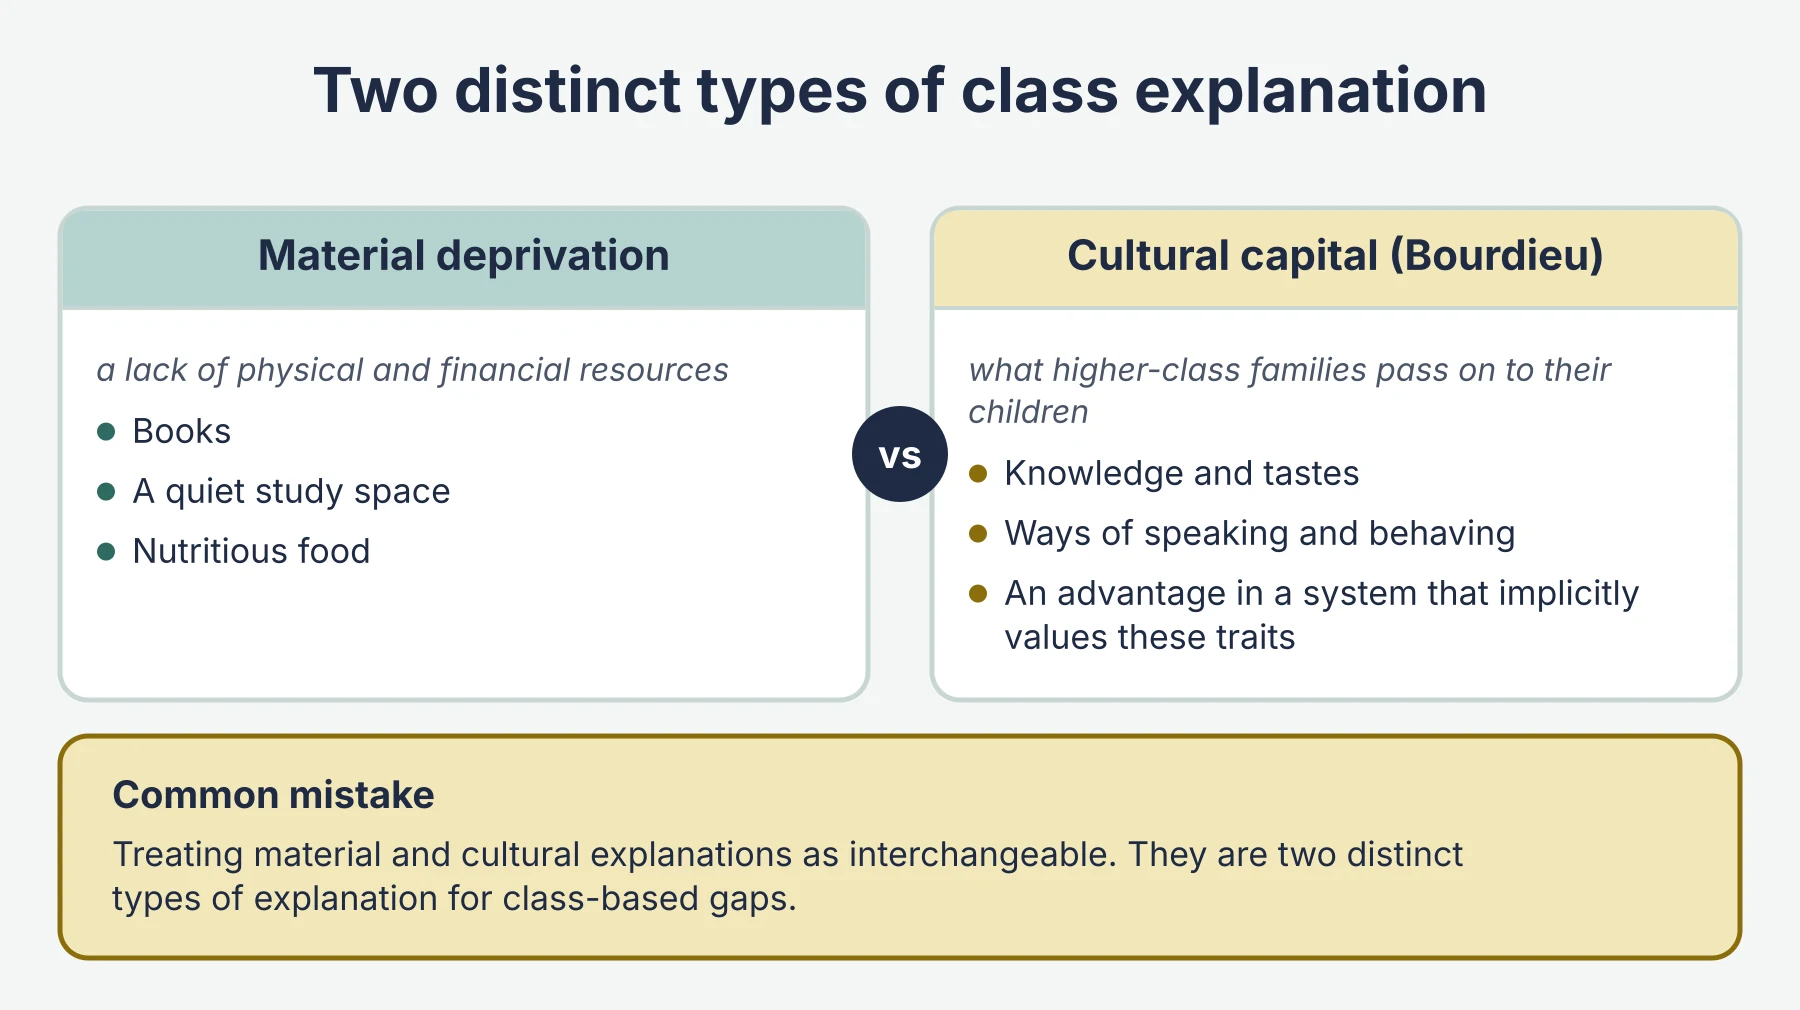 Two distinct types of class explanation
Material deprivation
a lack of physical and financial resources
Books
A quiet study space
Nutritious food
vs
Cultural capital (Bourdieu)
what higher-class families pass on to their
children
Knowledge and tastes
Ways of speaking and behaving
An advantage in a system that implicitly
values these traits
Common mistake
Treating material and cultural explanations as interchangeable. They are two distinct
types of explanation for class-based gaps.